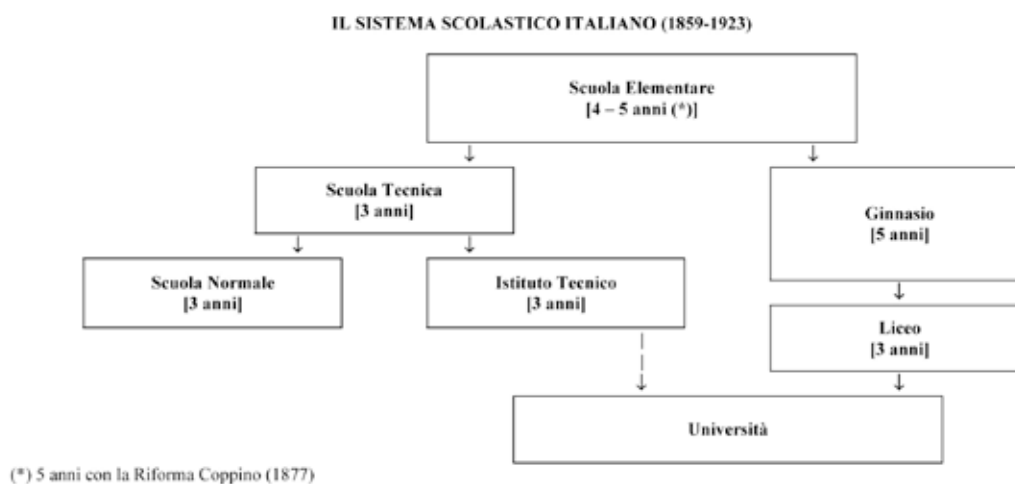 IL SISTEMA SCOLASTICO ITALIANO (1859-1923)
Scuola Elementare
[4 – 5 anni (*)]
Scuola Tecnica
[3 anni]
Ginnasio
[5 anni]
Scuola Normale
[3 anni]
Istituto Tecnico
[3 anni]
Liceo
[3 anni]
Università
(*) 5 anni con la Riforma Coppino (1877)